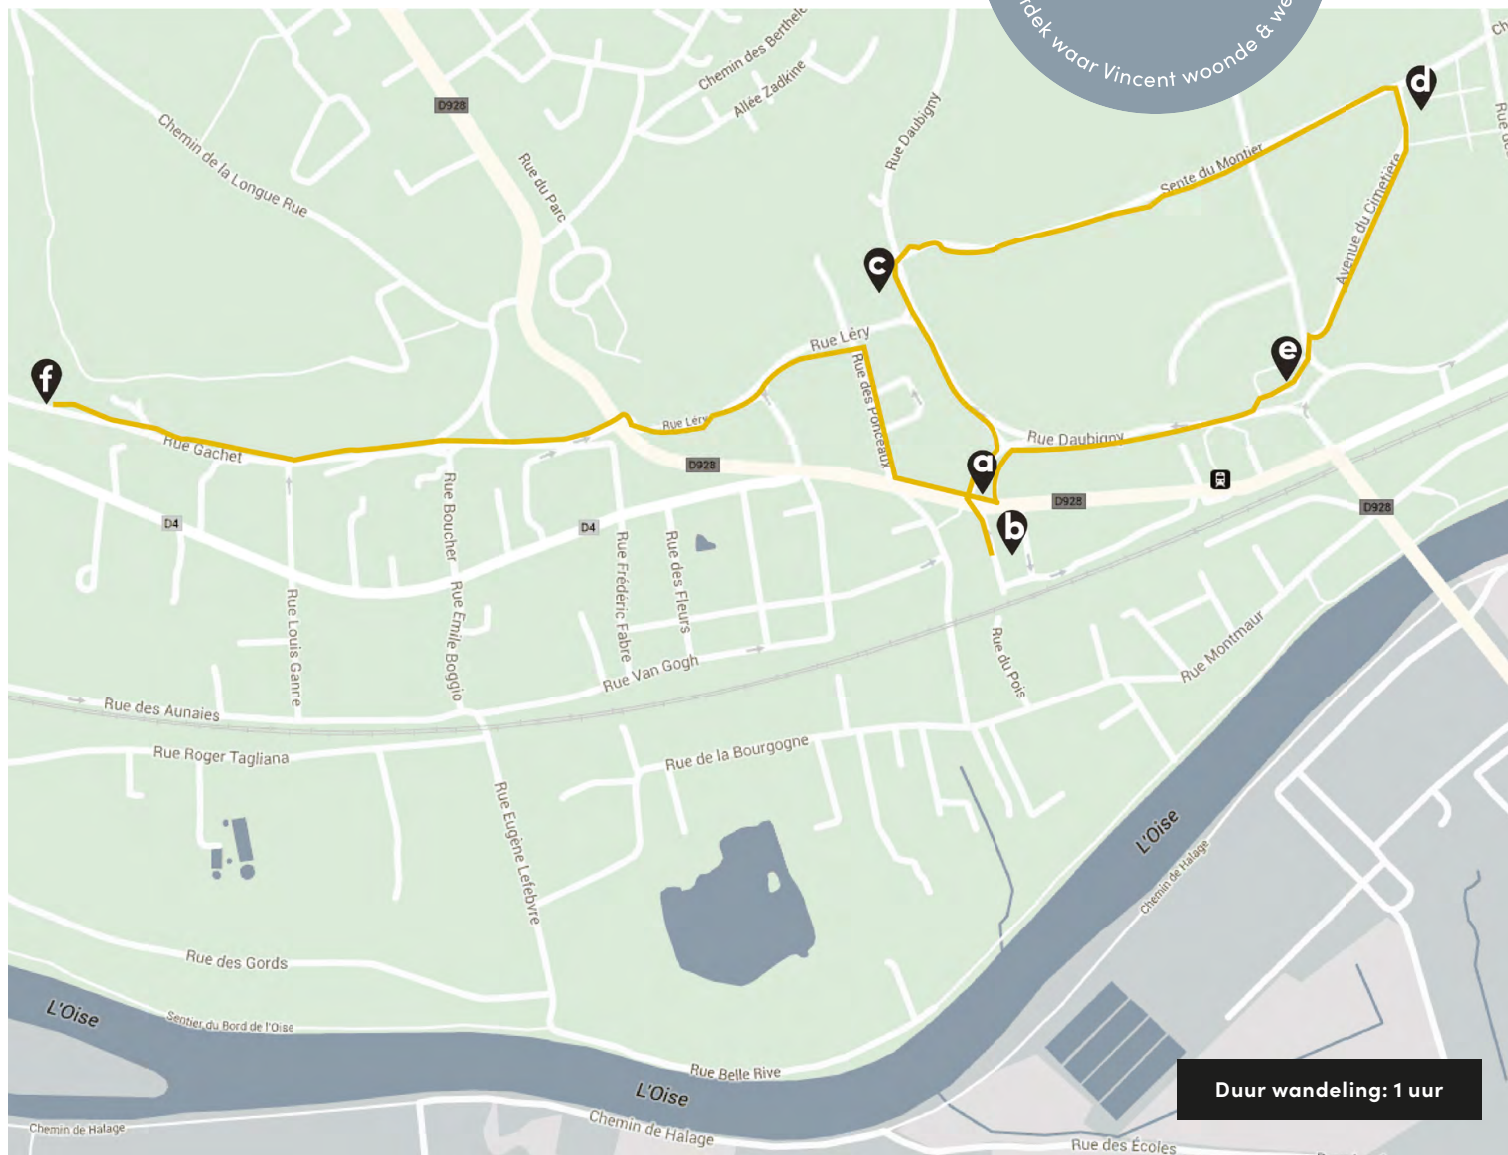 rdek waar Vincent woonde & we
Chemin des Berthele
Allée Zadkine
D928
Chemin de la Longue Rue
Rue du Parc
Rue Daubigny
d
Sente du Montier
Avenue du Cimetière
c
Rue Léry
e
f
Rue des Ponceaux
Rue Léry
Rue Gachet
Rue Daubigny
D928
a
D928
D928
b
D4
D4
Rue Boucher
Rue Emile Boggio
Rue Louis Ganne
Rue Frédéric Fabre
Rue des Fleurs
Rue Van Gogh
Rue du Pois
Rue Montmaur
Rue des Aunaies
Rue Roger Tagliana
Rue de la Bourgogne
Rue Eugène Lefebvre
L'Oise
Chemin de Halage
Rue des Gords
L'Oise
Sentier du Bord de l'Oise
Rue Belle Rive
L'Oise
Duur wandeling: 1 uur
Chemin de Halage
Chemin de Halage
Rue des Écoles